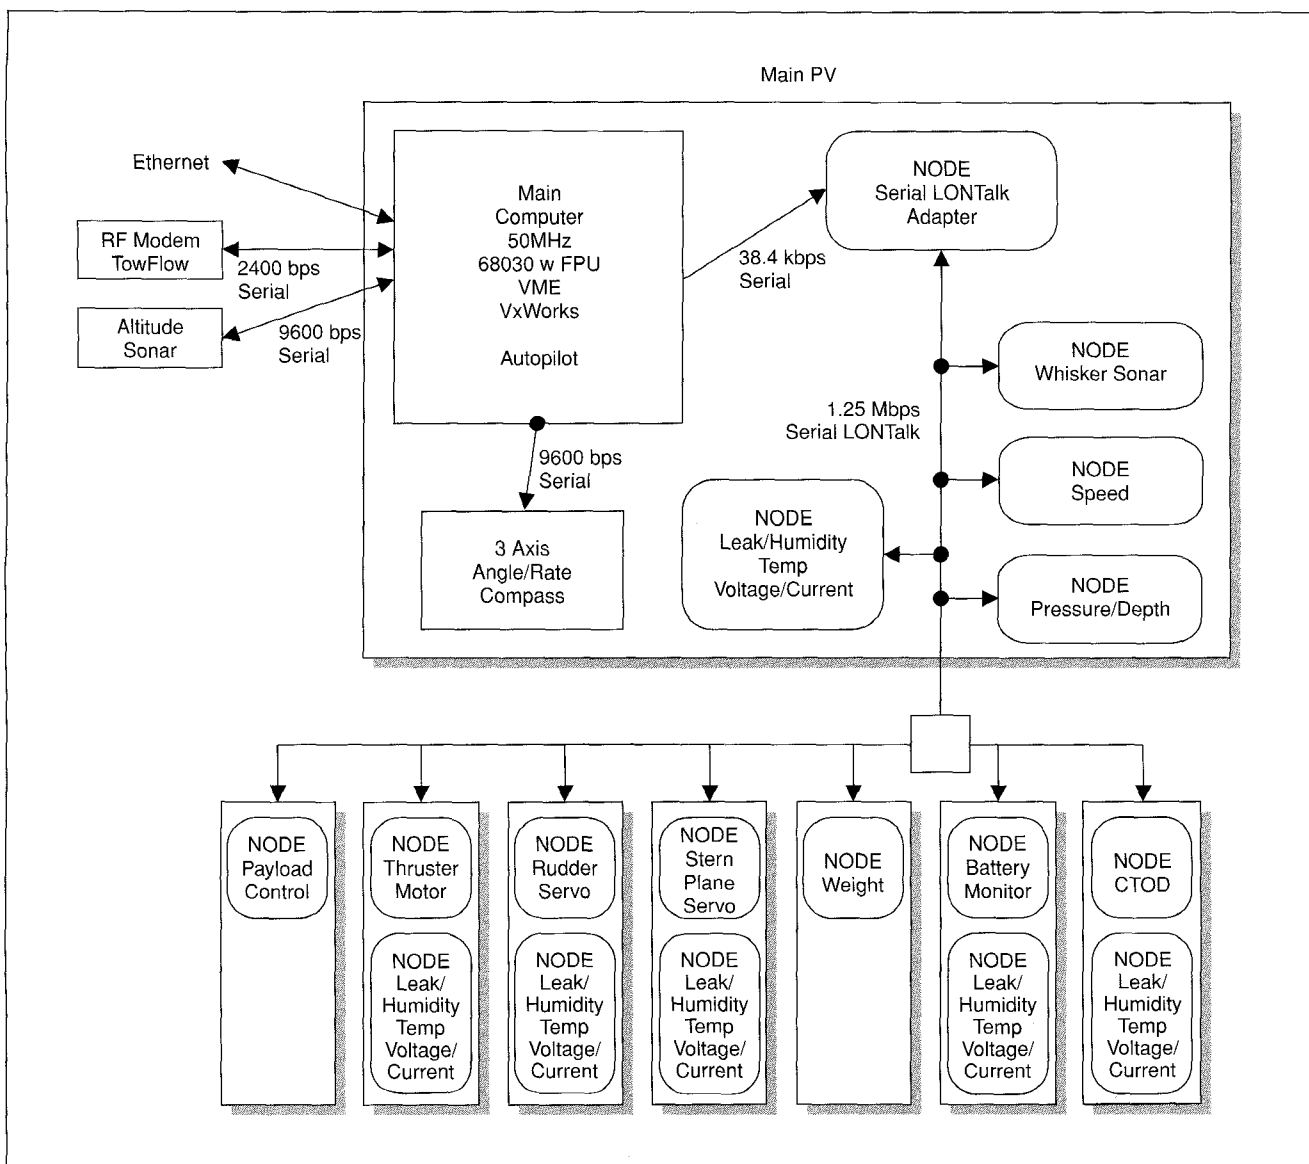 Main PV
Ethernet
RF Modem
TowFlow
2400 bps
Serial
Altitude
Sonar
9600 bps
Serial
Main
Computer
50MHz
68030 w FPU
VME
VxWorks
Autopilot
9600 bps
Serial
3 Axis
Angle/Rate
Compass
38.4 kbps
Serial
NODE
Serial LONTalk
Adapter
1.25 Mbps
Serial LONTalk
NODE
Whisker Sonar
NODE
Speed
NODE
Leak/Humidity
Temp
Voltage/Current
NODE
Pressure/Depth
NODE
Payload
Control
NODE
Thruster
Motor
NODE
Leak/
Humidity
Temp
Voltage/
Current
NODE
Rudder
Servo
NODE
Leak/
Humidity
Temp
Voltage/
Current
NODE
Stern
Plane
Servo
NODE
Leak/
Humidity
Temp
Voltage/
Current
NODE
Weight
NODE
Battery
Monitor
NODE
Leak/
Humidity
Temp
Voltage/
Current
NODE
CTOD
NODE
Leak/
Humidity
Temp
Voltage/
Current